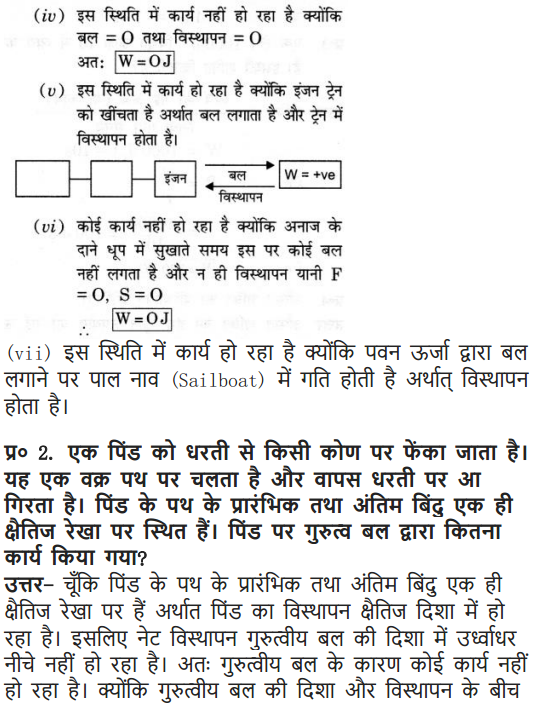 (iv) इस स्थिति में कार्य नहीं हो रहा है क्योंकि
बल = O तथा विस्थापन = O
अतः W = OJ
(v) इस स्थिति में कार्य हो रहा है क्योंकि इंजन ट्रेन
को खींचता है अर्थात बल लगाता है और ट्रेन में
विस्थापन होता है।
इंजन बल W = +ve
विस्थापन
(vi) कोई कार्य नहीं हो रहा है क्योंकि अनाज के
दाने धूप में सुखाते समय इस पर कोई बल
नहीं लगता है और न ही विस्थापन यानी F
= O, S = O
∴ W = OJ
(vii) इस स्थिति में कार्य हो रहा है क्योंकि पवन ऊर्जा द्वारा बल
लगाने पर पाल नाव (Sailboat) में गति होती है अर्थात् विस्थापन
होता है।
प्र० 2. एक पिंड को धरती से किसी कोण पर फेंका जाता है।
यह एक वक्र पथ पर चलता है और वापस धरती पर आ
गिरता है। पिंड के पथ के प्रारंभिक तथा अंतिम बिंदु एक ही
क्षैतिज रेखा पर स्थित हैं। पिंड पर गुरुत्व बल द्वारा कितना
कार्य किया गया?
उत्तर- चूँकि पिंड के पथ के प्रारंभिक तथा अंतिम बिंदु एक ही
क्षैतिज रेखा पर हैं अर्थात पिंड का विस्थापन क्षैतिज दिशा में हो
रहा है। इसलिए नेट विस्थापन गुरुत्वीय बल की दिशा में उर्ध्वाधर
नीचे नहीं हो रहा है। अतः गुरुत्वीय बल के कारण कोई कार्य नहीं
हो रहा है। क्योंकि गुरुत्वीय बल की दिशा और विस्थापन के बीच